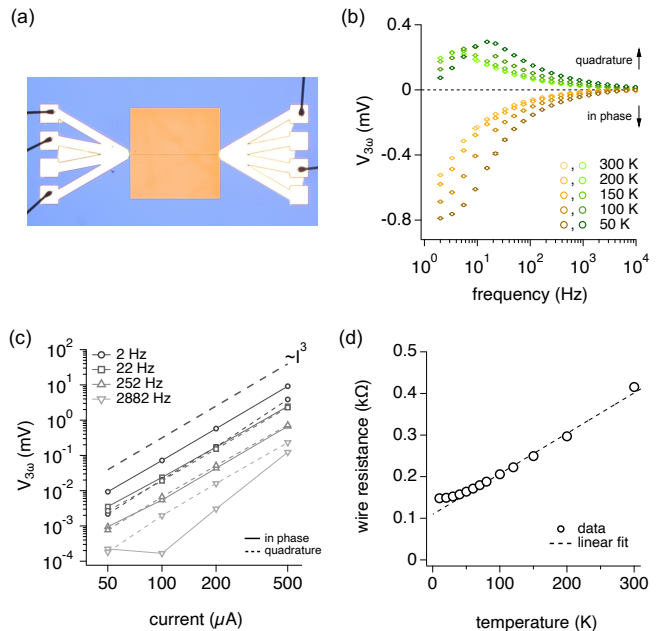 (a)
(b)
V3ω (mV)
0.4
0
-0.4
-0.8
quadrature
in phase
, 300 K
, 200 K
, 150 K
, 100 K
, 50 K
10^0 10^1 10^2 10^3 10^4
frequency (Hz)
(c)
V3ω (mV)
10^2
10^1
10^0
10^-1
10^-2
10^-3
10^-4
2 Hz
22 Hz
252 Hz
2882 Hz
~I^3
in phase
quadrature
50 100 200 500
current (µA)
(d)
wire resistance (kΩ)
0.5
0.4
0.3
0.1
0
data
linear fit
0 100 200 300
temperature (K)